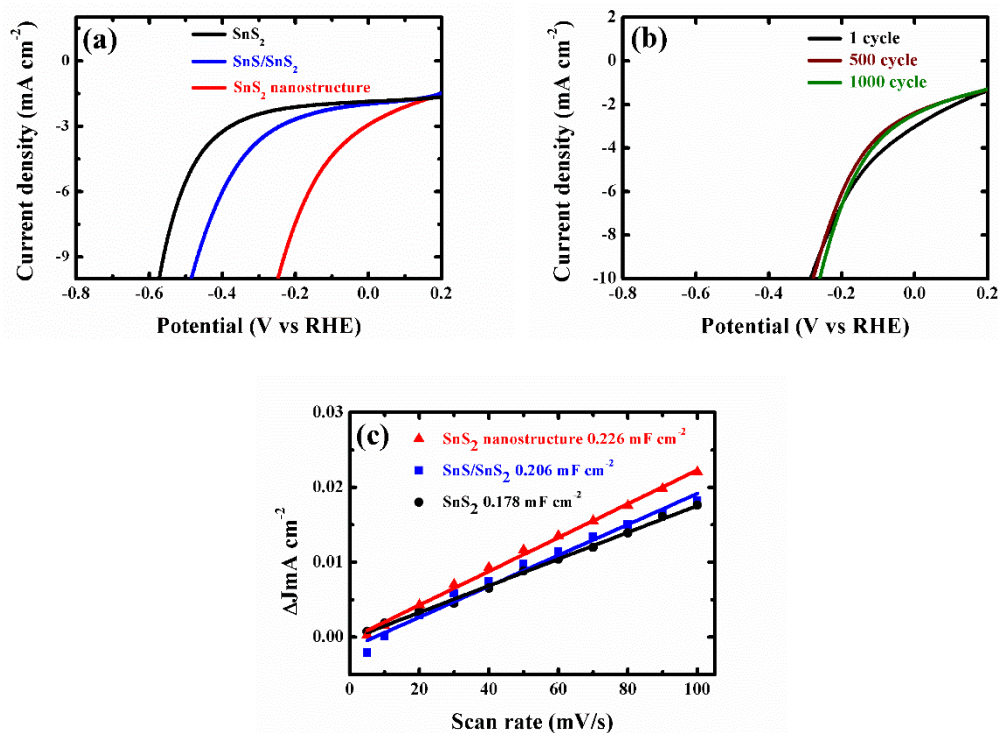 (a)
SnS2
SnS/SnS2
SnS2 nanostructure
0
-3
-6
-9
-0.8 -0.6 -0.4 -0.2 0.0 0.2
Current density (mA cm-2)
Potential (V vs RHE)
(b)
1 cycle
500 cycle
1000 cycle
2
0
-2
-4
-6
-8
-10
-0.8 -0.6 -0.4 -0.2 0.0 0.2
Current density (mA cm-2)
Potential (V vs RHE)
(c)
SnS2 nanostructure 0.226 mF cm-2
SnS/SnS2 0.206 mF cm-2
SnS2 0.178 mF cm-2
0.03
0.02
0.01
0.00
0 20 40 60 80 100
ΔJmA cm-2
Scan rate (mV/s)